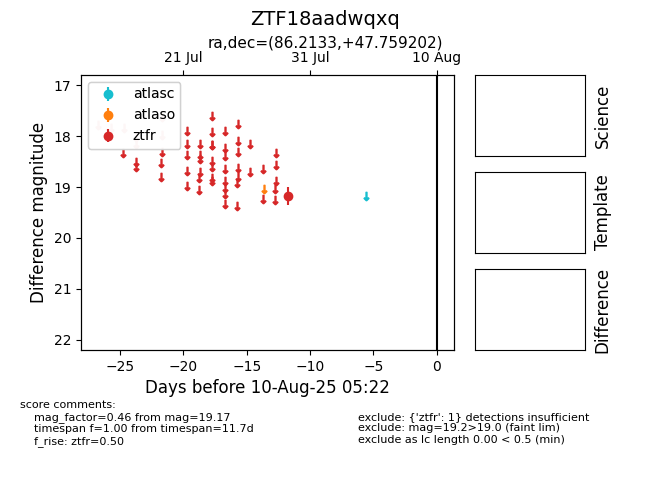 ZTF18aadwqxq
ra,dec=(86.2133,+47.759202)
21 Jul
31 Jul
10 Aug
atlasc
atlaso
ztfr
17
18
19
20
21
22
Difference magnitude
−25
−20
−15
−10
−5
0
Days before 10-Aug-25 05:22
Science
Template
Difference
score comments:
mag_factor=0.46 from mag=19.17
timespan f=1.00 from timespan=11.7d
f_rise: ztfr=0.50
exclude: {'ztfr': 1} detections insufficient
exclude: mag=19.2>19.0 (faint lim)
exclude as lc length 0.00 < 0.5 (min)